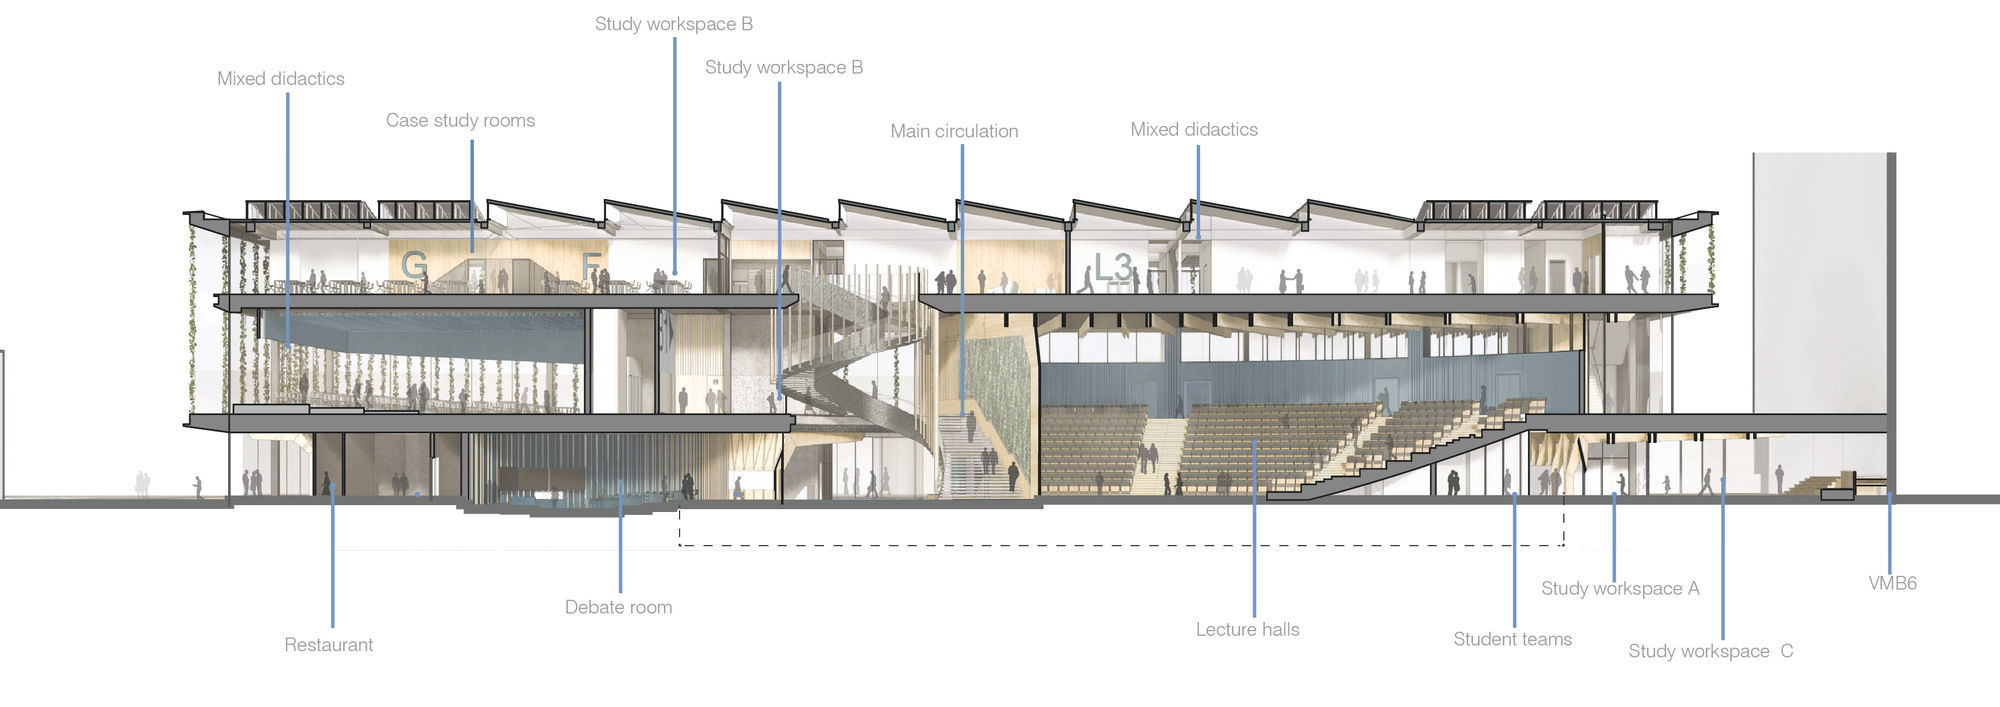 Study workspace B
Study workspace B
Mixed didactics
Case study rooms
Main circulation
Mixed didactics
G
F
L3
VMB6
Study workspace A
Debate room
Lecture halls
Student teams
Restaurant
Study workspace C